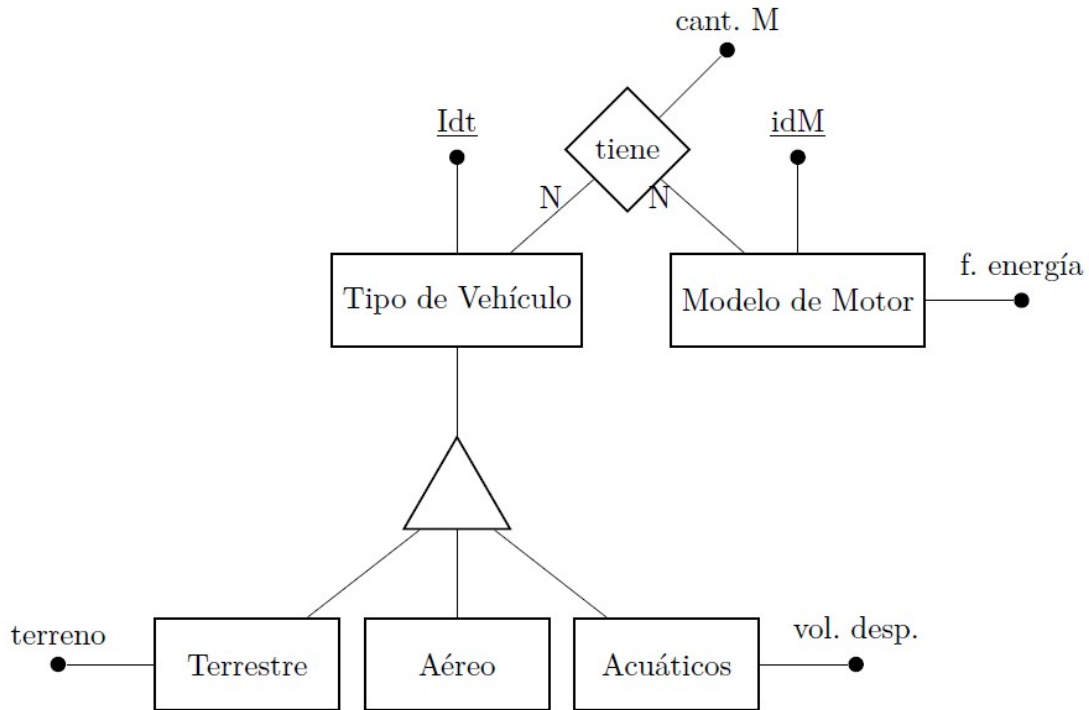 cant. M
Idt
idM
tiene
N
N
f. energía
Tipo de Vehículo
Modelo de Motor
terreno
vol. desp.
Terrestre
Aéreo
Acuáticos